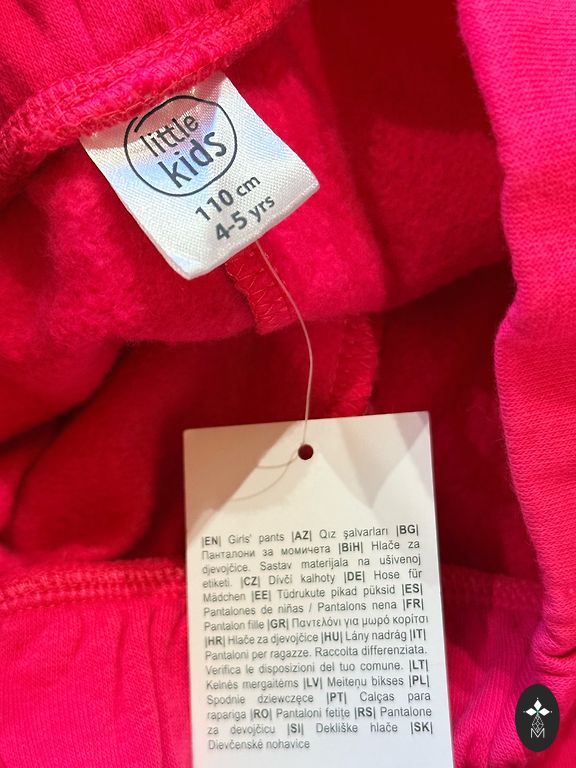 little
kids
110 cm
4-5 yrs
|EN| Girls' pants |AZ| Qız şalvarları |BG|
Панталони за момичета |BiH| Hlače za
djevojčice. Sastav materijala na ušivenoj
etiketi. |CZ| Dívčí kalhoty |DE| Hose für
Mädchen |EE| Tüdrukute pikad püksid |ES|
Pantalones de niñas / Pantalons nena |FR|
Pantalon fille |GR| Παντελόνι για μωρό κορίτσι
|HR| Hlače za djevojčice |HU| Lány nadrág |IT|
Pantaloni per ragazze. Raccolta differenziata.
Verifica le disposizioni del tuo comune. |LT|
Kelnės mergaitėms |LV| Meiteņu bikses |PL|
Spodnie dziewczęce |PT| Calças para
rapariga |RO| Pantaloni fetițe |RS| Pantalone
za devojčicu |SI| Dekliške hlače |SK|
Dievčenské nohavice